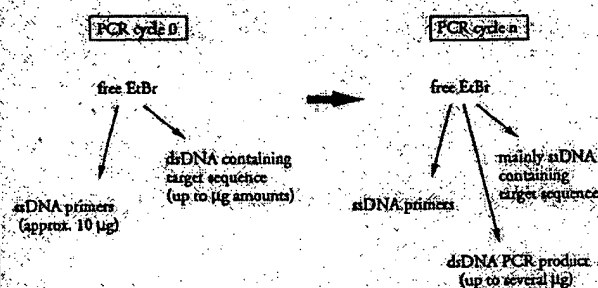 PCR cycle 0
free EtBr
dsDNA containing
target sequence
(up to µg amounts)
ssDNA primers
(approx. 10 µg)
PCR cycle n
free EtBr
mainly ssDNA
containing
target sequence
ssDNA primers
dsDNA PCR product
(up to several µg)